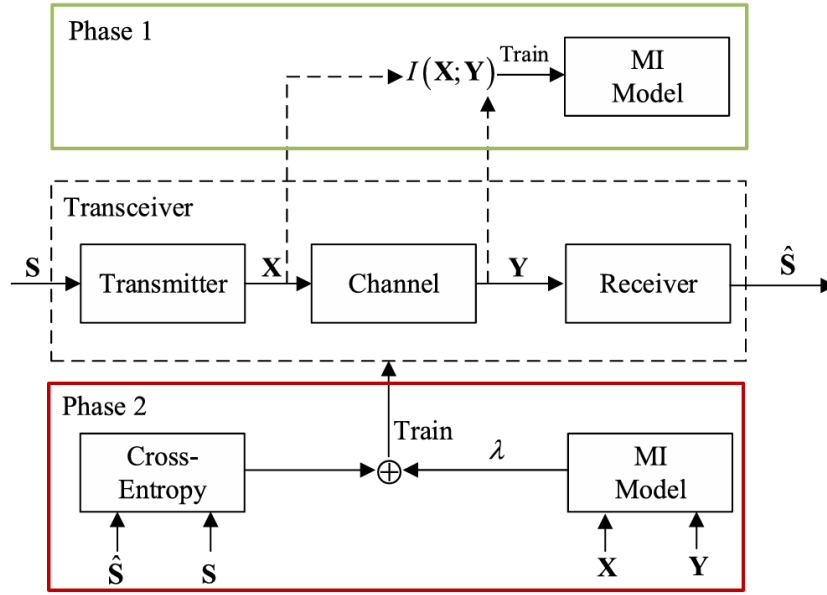 Phase 1
I(X;Y)
Train
MI
Model
Transceiver
S
Transmitter
X
Channel
Y
Receiver
Ŝ
Phase 2
Cross-
Entropy
Train
λ
MI
Model
Ŝ
S
X
Y